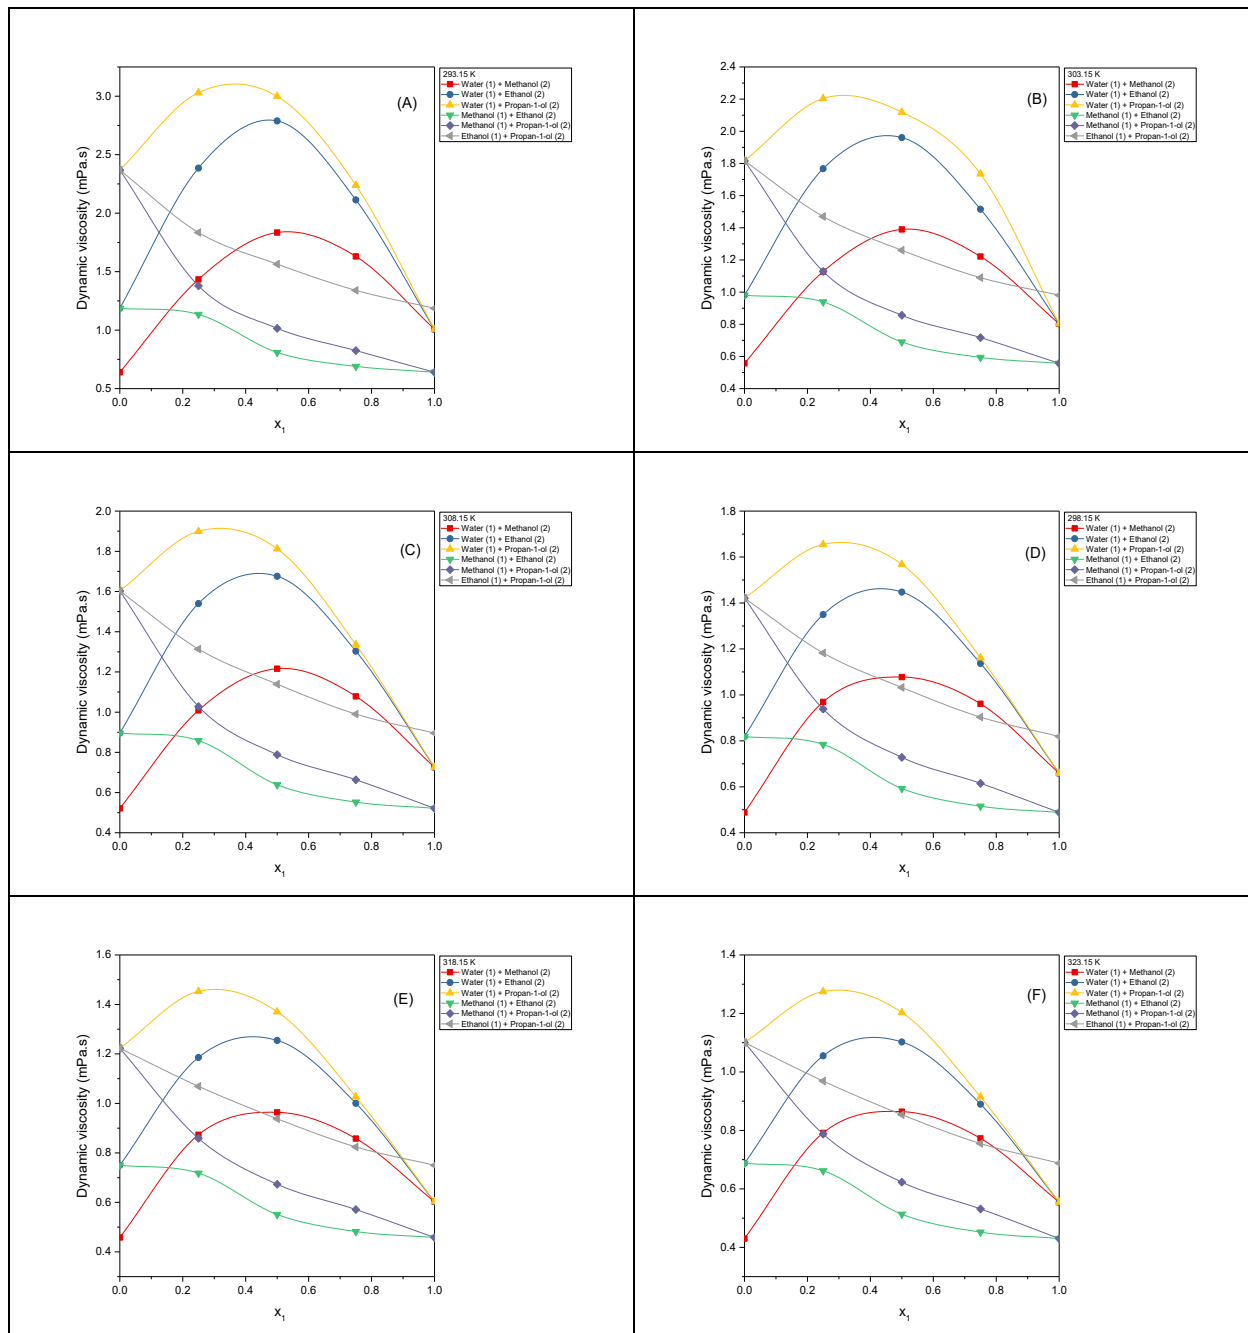 293.15 K
Water (1) + Methanol (2)
Water (1) + Ethanol (2)
Water (1) + Propan-1-ol (2)
Methanol (1) + Ethanol (2)
Methanol (1) + Propan-1-ol (2)
Ethanol (1) + Propan-1-ol (2)
(A)
3.0
2.5
2.0
1.5
1.0
0.5
Dynamic viscosity (mPa.s)
0.0 0.2 0.4 0.6 0.8 1.0
x₁
303.15 K
Water (1) + Methanol (2)
Water (1) + Ethanol (2)
Water (1) + Propan-1-ol (2)
Methanol (1) + Ethanol (2)
Methanol (1) + Propan-1-ol (2)
Ethanol (1) + Propan-1-ol (2)
(B)
2.4
2.2
2.0
1.8
1.6
1.4
1.2
1.0
0.8
0.6
0.4
Dynamic viscosity (mPa.s)
0.0 0.2 0.4 0.6 0.8 1.0
x₁
308.15 K
Water (1) + Methanol (2)
Water (1) + Ethanol (2)
Water (1) + Propan-1-ol (2)
Methanol (1) + Ethanol (2)
Methanol (1) + Propan-1-ol (2)
Ethanol (1) + Propan-1-ol (2)
(C)
2.0
1.8
1.6
1.4
1.2
1.0
0.8
0.6
0.4
Dynamic viscosity (mPa.s)
0.0 0.2 0.4 0.6 0.8 1.0
x₁
298.15 K
Water (1) + Methanol (2)
Water (1) + Ethanol (2)
Water (1) + Propan-1-ol (2)
Methanol (1) + Ethanol (2)
Methanol (1) + Propan-1-ol (2)
Ethanol (1) + Propan-1-ol (2)
(D)
1.8
1.6
1.4
1.2
1.0
0.8
0.6
0.4
Dynamic viscosity (mPa.s)
0.0 0.2 0.4 0.6 0.8 1.0
x₁
318.15 K
Water (1) + Methanol (2)
Water (1) + Ethanol (2)
Water (1) + Propan-1-ol (2)
Methanol (1) + Ethanol (2)
Methanol (1) + Propan-1-ol (2)
Ethanol (1) + Propan-1-ol (2)
(E)
1.6
1.4
1.2
1.0
0.8
0.6
0.4
Dynamic viscosity (mPa.s)
0.0 0.2 0.4 0.6 0.8 1.0
x₁
323.15 K
Water (1) + Methanol (2)
Water (1) + Ethanol (2)
Water (1) + Propan-1-ol (2)
Methanol (1) + Ethanol (2)
Methanol (1) + Propan-1-ol (2)
Ethanol (1) + Propan-1-ol (2)
(F)
1.4
1.2
1.0
0.8
0.6
0.4
Dynamic viscosity (mPa.s)
0.0 0.2 0.4 0.6 0.8 1.0
x₁